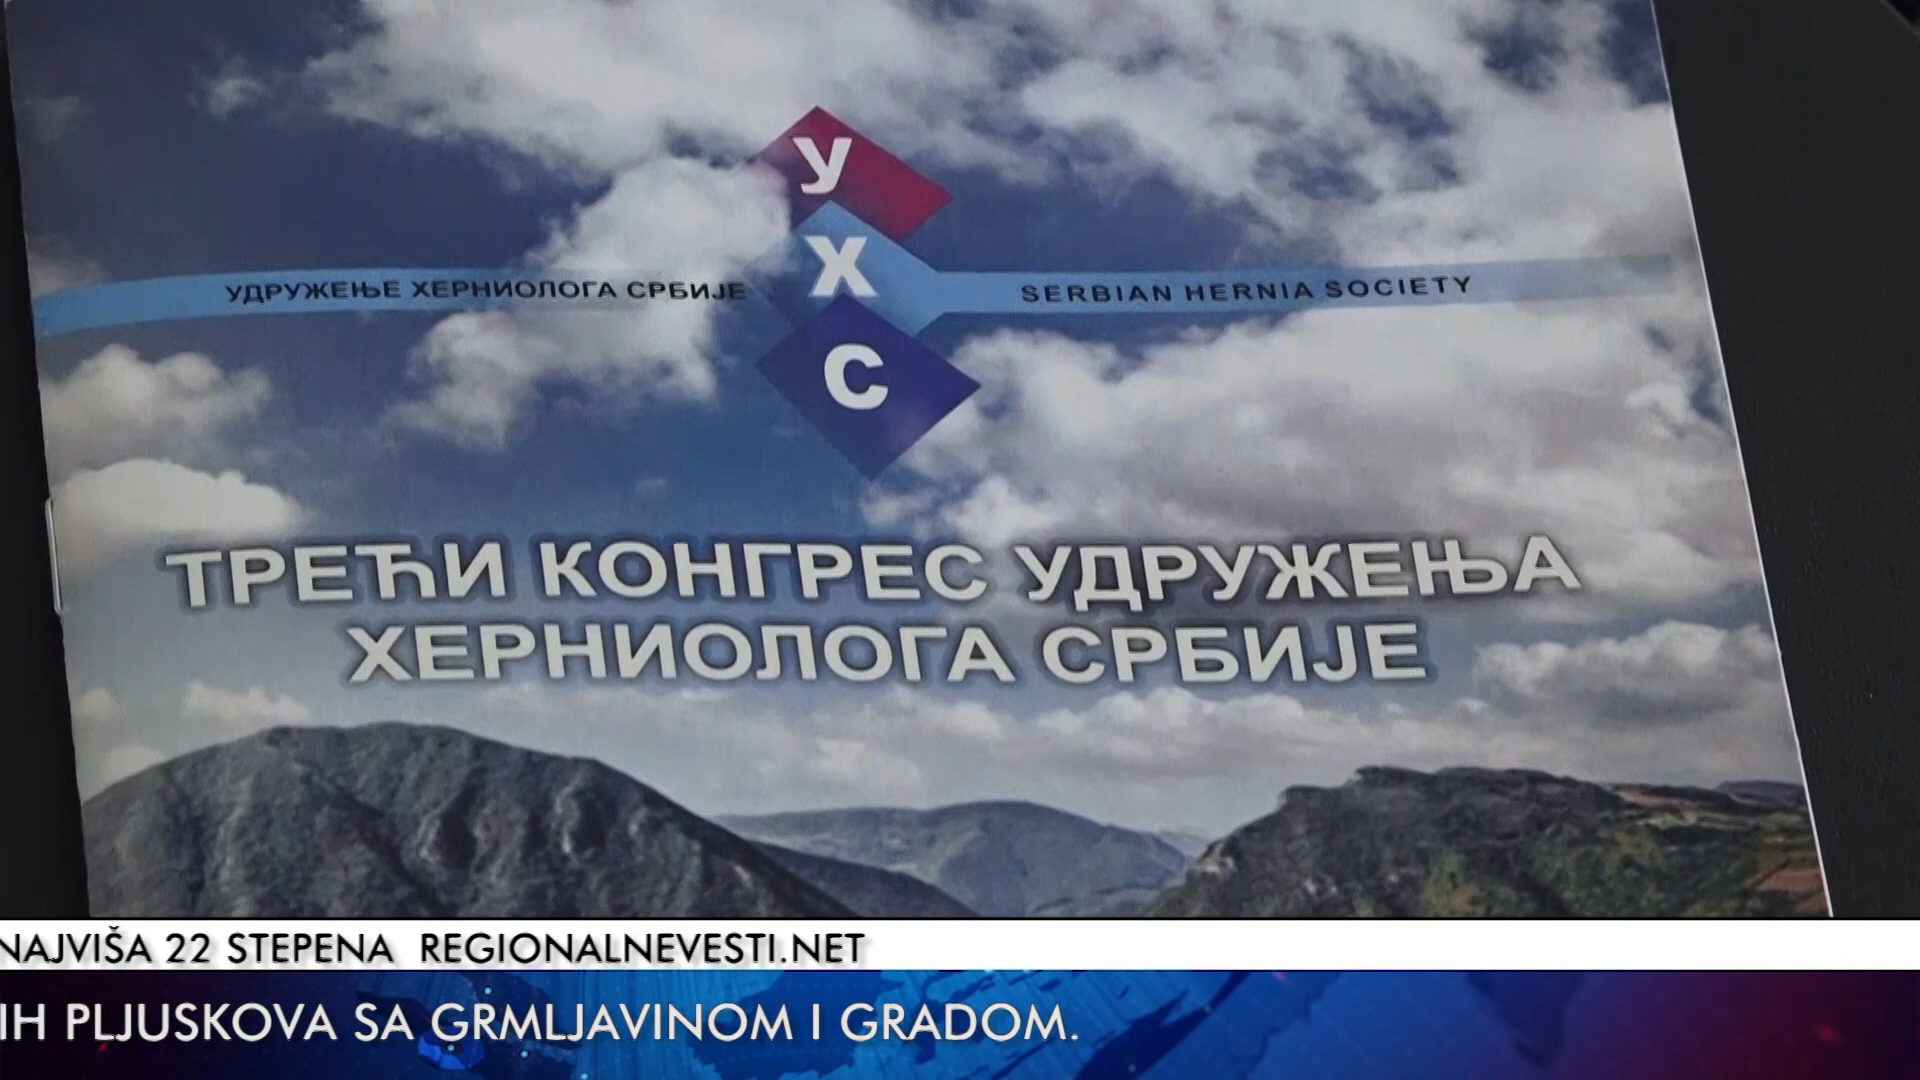 У
Х
С
УДРУЖЕЊЕ ХЕРНИОЛОГА СРБИЈЕ
SERBIAN HERNIA SOCIETY
ТРЕЋИ КОНГРЕС УДРУЖЕЊА
ХЕРНИОЛОГА СРБИЈЕ
NAJVIŠA 22 STEPENA REGIONALNEVESTI.NET
IH PLJUSKOVA SA GRMLJAVINOM I GRADOM.